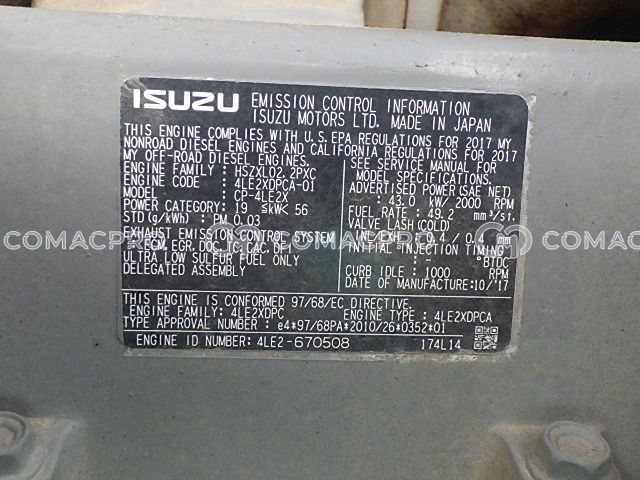 ISUZU EMISSION CONTROL INFORMATION
ISUZU MOTORS LTD. MADE IN JAPAN
THIS ENGINE COMPLIES WITH U.S.EPA REGULATIONS FOR 2017 MY
NONROAD DIESEL ENGINES AND CALIFORNIA REGULATIONS FOR 2017
MY OFF-ROAD DIESEL ENGINES.
ENGINE FAMILY : HSZXL02.2PXC
ENGINE CODE : 4LE2XDPCA-01
MODEL : CP-4LE2X
POWER CATEGORY: 19 ≤kW< 56
STD(g/kWh) : PM 0.03
EXHAUST EMISSION CONTROL SYSTEM
: ECM, EGR, DOC, TC, CAC, DFI
ULTRA LOW SULFUR FUEL ONLY
DELEGATED ASSEMBLY
SEE SERVICE MANUAL FOR
MODEL SPECIFICATIONS.
ADVERTISED POWER(SAE NET)
: 43.0 kW/ 2000 RPM
FUEL RATE : 49.2 mm³/st.
VALVE LASH(COLD)
INL/EXH : 0.4 / 0.4 mm
INITIAL INJECTION TIMING
: - °BTDC
CURB IDLE : 1000 RPM
DATE OF MANUFACTURE:10/'17
THIS ENGINE IS CONFORMED 97/68/EC DIRECTIVE.
ENGINE FAMILY: 4LE2XDPC ENGINE TYPE : 4LE2XDPCA
TYPE APPROVAL NUMBER : e4*97/68PA*2010/26*0352*01
ENGINE ID NUMBER: 4LE2-670508 174L14
COMACPRO COMACPRO COMACPRO